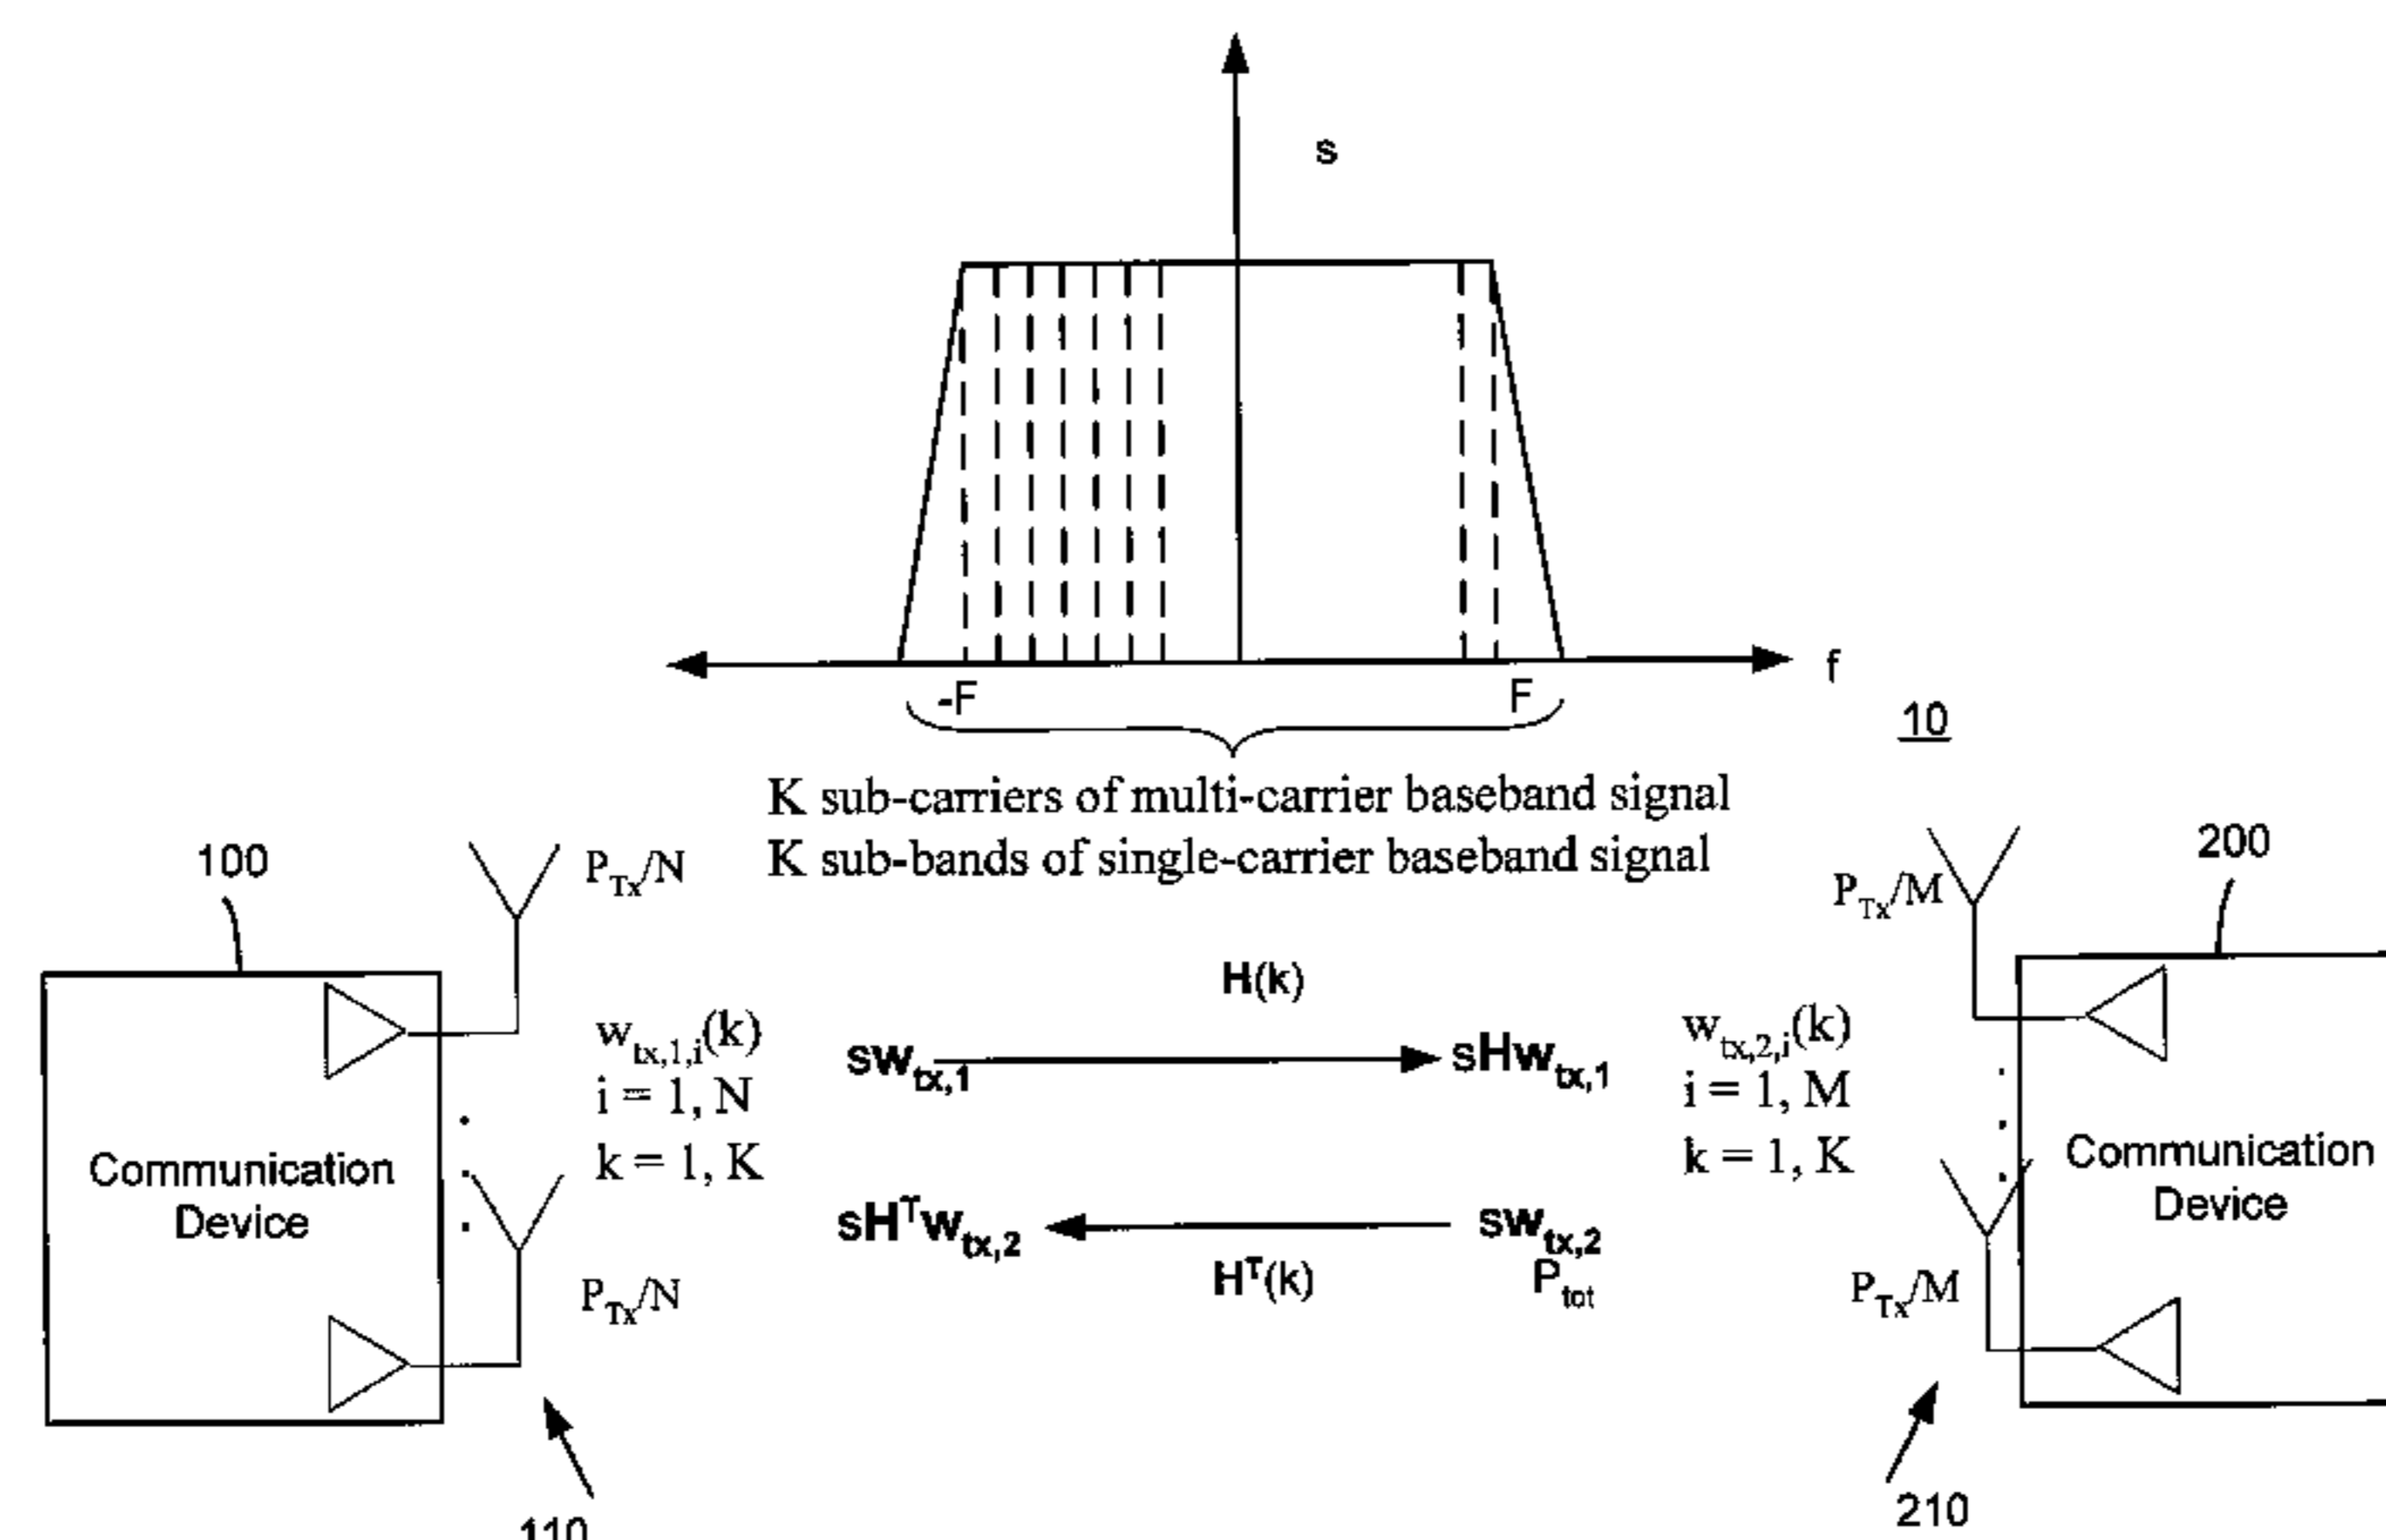 s
f
-F
F
10
K sub-carriers of multi-carrier baseband signal
K sub-bands of single-carrier baseband signal
100
P_Tx/N
P_Tx/M
200
H(k)
w_tx,1,i(k)
i = 1, N
k = 1, K
sw_tx,1
sHw_tx,1
w_tx,2,i(k)
i = 1, M
k = 1, K
Communication
Device
Communication
Device
sH^T w_tx,2
H^T(k)
sw_tx,2
P_tot
P_Tx/N
P_Tx/M
110
210